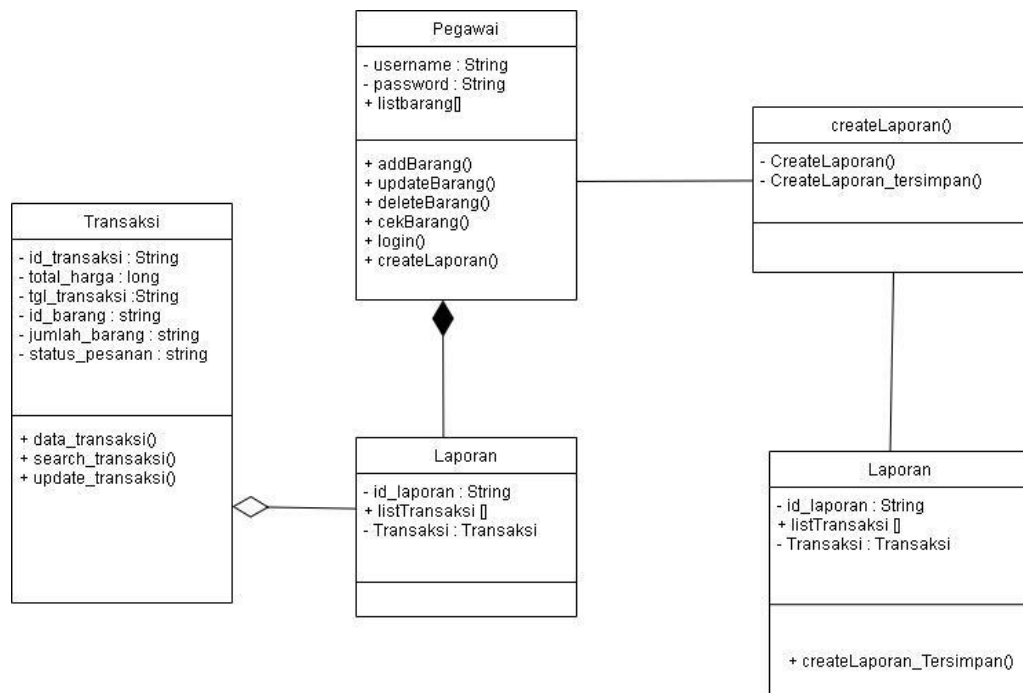 Pegawai
- username : String
- password : String
+ listbarang[]
+ addBarang()
+ updateBarang()
+ deleteBarang()
+ cekBarang()
+ login()
+ createLaporan()
createLaporan()
- CreateLaporan()
- CreateLaporan_tersimpan()
Transaksi
- id_transaksi : String
- total_harga : long
- tgl_transaksi :String
- id_barang : string
- jumlah_barang : string
- status_pesanan : string
+ data_transaksi()
+ search_transaksi()
+ update_transaksi()
Laporan
- id_laporan : String
+ listTransaksi []
- Transaksi : Transaksi
Laporan
- id_laporan : String
+ listTransaksi []
- Transaksi : Transaksi
+ createLaporan_Tersimpan()